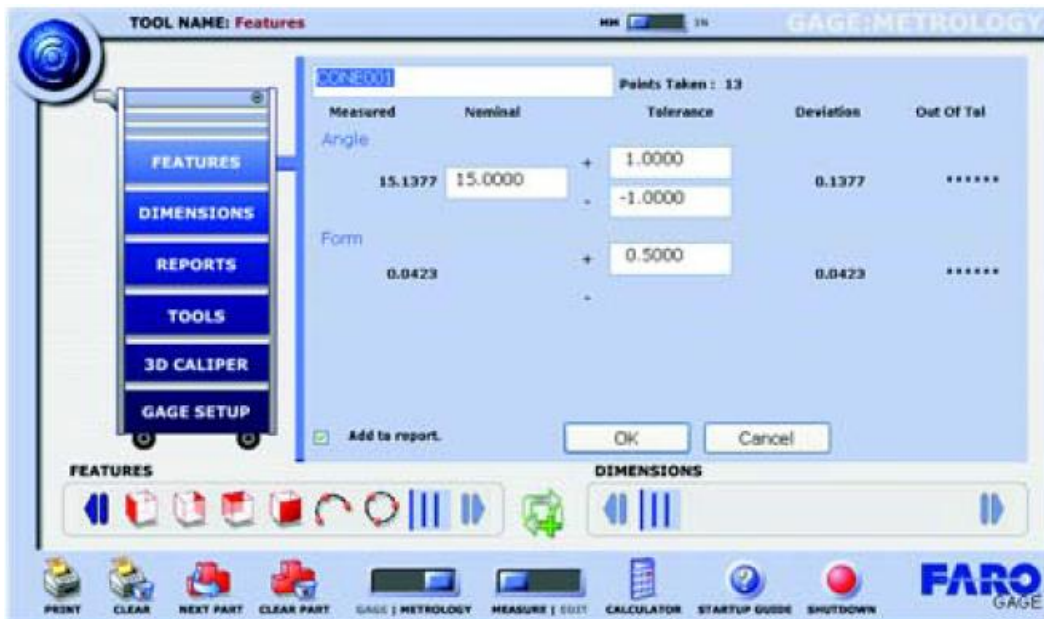 TOOL NAME: Features
MM IN
GAGE:METROLOGY
CONE001
Points Taken : 13
Measured Nominal Tolerance Deviation Out Of Tol
Angle
15.1377 15.0000 + 1.0000 0.1377 ******
- -1.0000
Form
0.0423 + 0.5000 0.0423 ******
-
FEATURES
DIMENSIONS
REPORTS
TOOLS
3D CALIPER
GAGE SETUP
Add to report.
OK Cancel
FEATURES DIMENSIONS
PRINT CLEAR NEXT PART CLEAR PART GAGE | METROLOGY MEASURE | EDIT CALCULATOR STARTUP GUIDE SHUTDOWN
FARO
GAGE